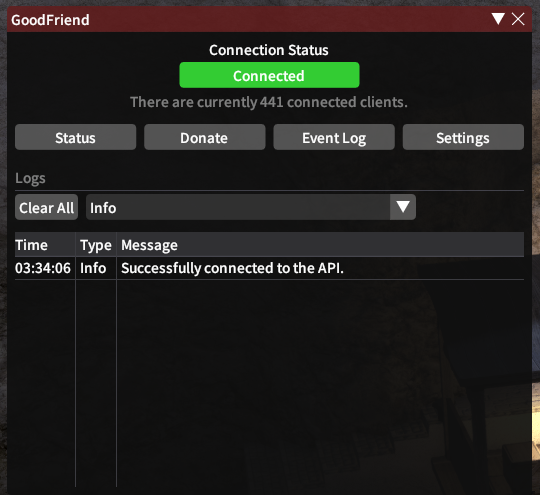 GoodFriend
Connection Status
Connected
There are currently 441 connected clients.
Status Donate Event Log Settings
Logs
Clear All Info
Time Type Message
03:34:06 Info Successfully connected to the API.